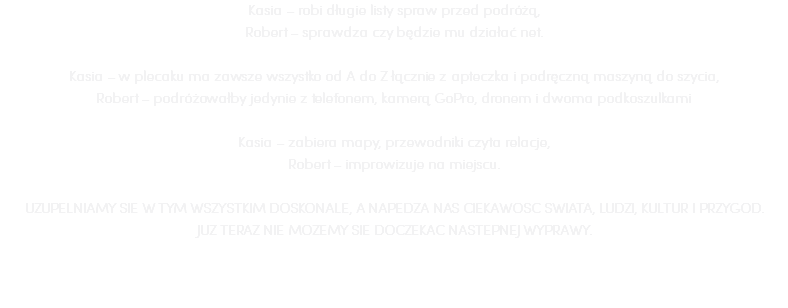 Kasia – robi długie listy spraw przed podróżą,
Robert – sprawdza czy będzie mu działać net.
Kasia – w plecaku ma zawsze wszystko od A do Z łącznie z apteczką i podręczną maszyną do szycia,
Robert – podróżowałby jedynie z telefonem, kamerą GoPro, dronem i dwoma podkoszulkami.
Kasia – zabiera mapy, przewodniki czyta relacje,
Robert – improwizuje na miejscu.
UZUPEŁNIAMY SIĘ W TYM WSZYSTKIM DOSKONALE, A NAPĘDZA NAS CIEKAWOŚĆ ŚWIATA, LUDZI, KULTUR I PRZYGÓD.
JUŻ TERAZ NIE MOŻEMY SIĘ DOCZEKAĆ NASTĘPNEJ WYPRAWY.